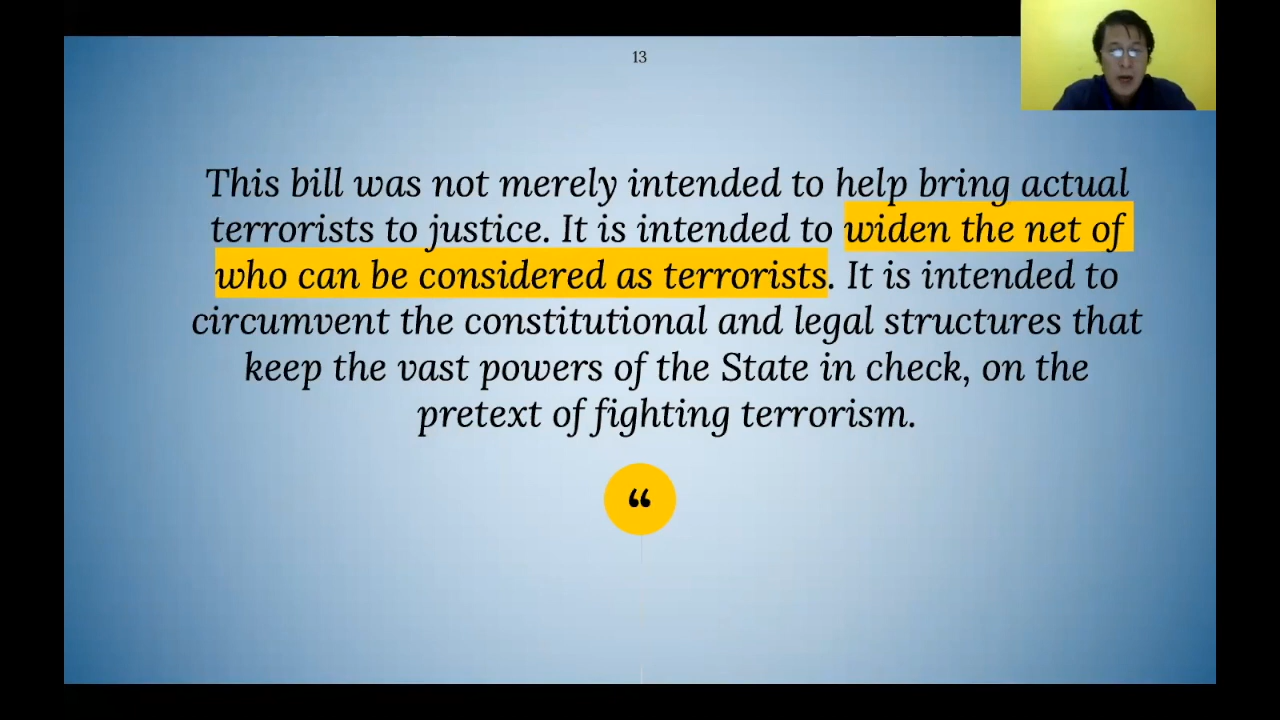 13
This bill was not merely intended to help bring actual
terrorists to justice. It is intended to widen the net of
who can be considered as terrorists. It is intended to
circumvent the constitutional and legal structures that
keep the vast powers of the State in check, on the
pretext of fighting terrorism.
“